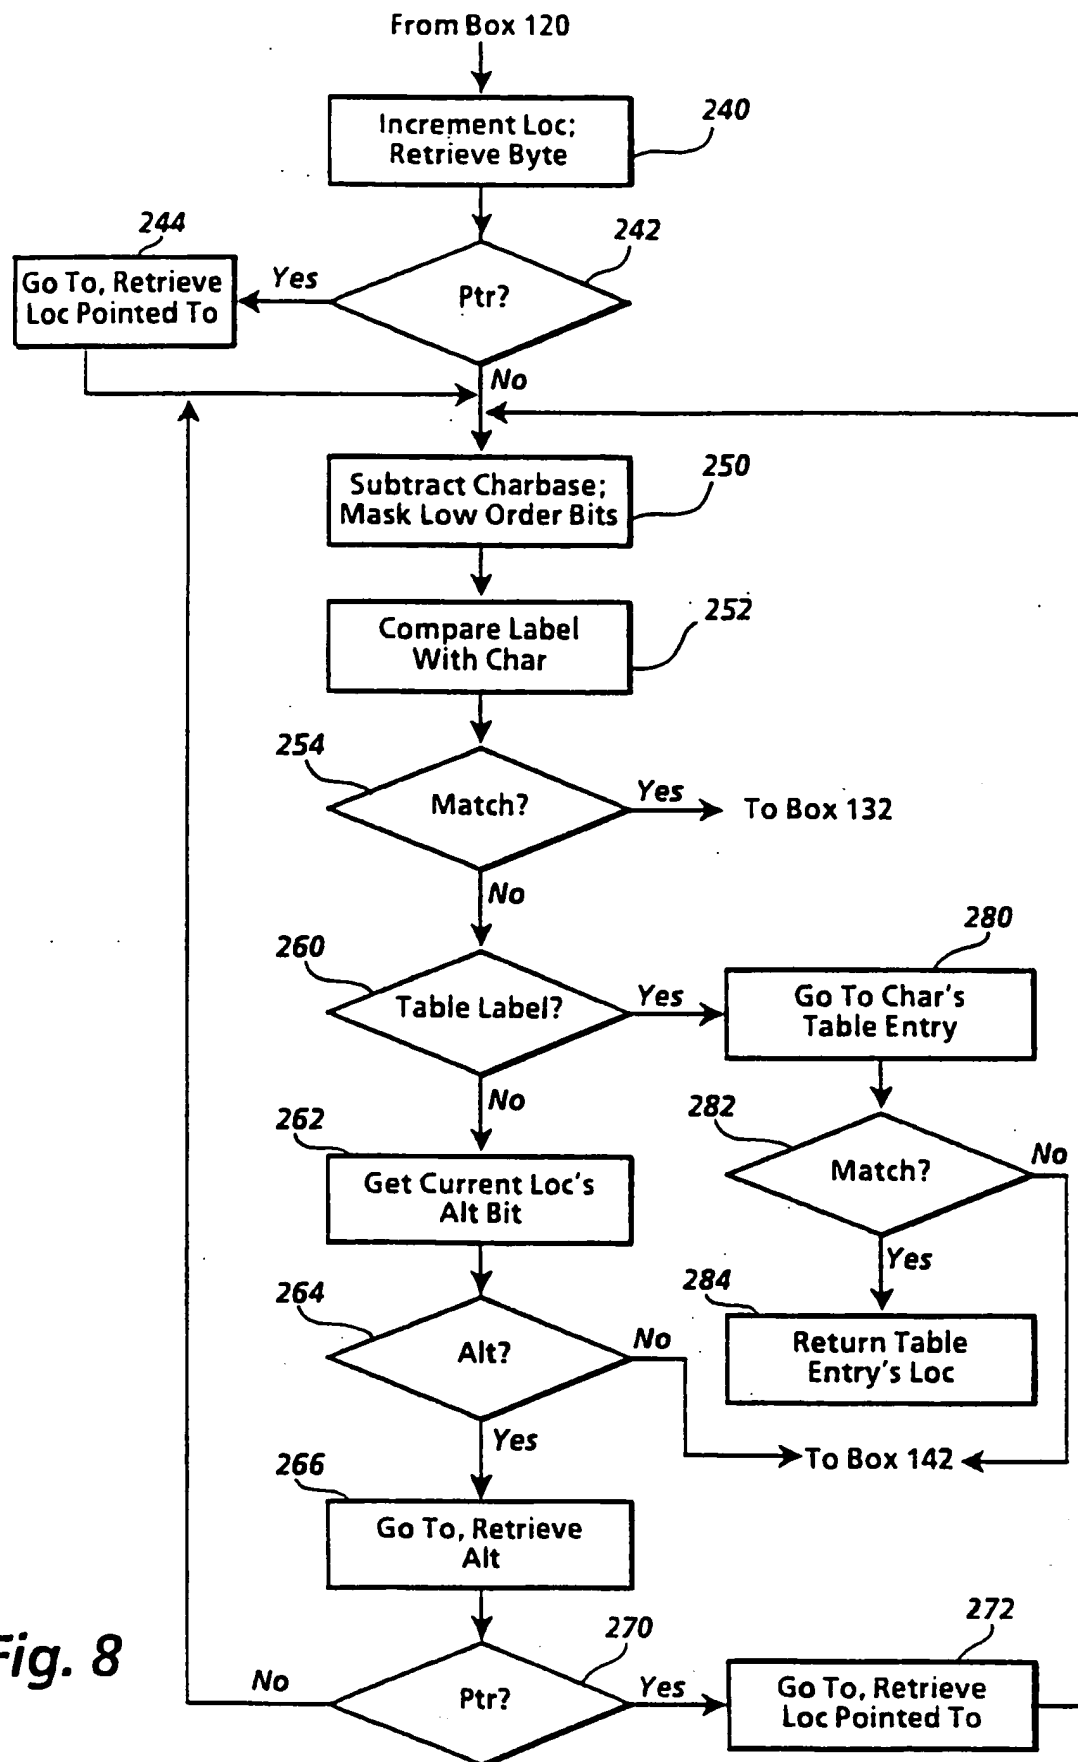 From Box 120
Increment Loc;
Retrieve Byte
240
244
242
Go To, Retrieve
Loc Pointed To
Yes
Ptr?
No
Subtract Charbase;
Mask Low Order Bits
250
Compare Label
With Char
252
254
Match?
Yes
To Box 132
No
260
Table Label?
Yes
280
Go To Char's
Table Entry
No
262
Get Current Loc's
Alt Bit
282
Match?
No
Yes
264
Alt?
No
284
Return Table
Entry's Loc
To Box 142
Yes
266
Go To, Retrieve
Alt
270
Ptr?
No
Yes
272
Go To, Retrieve
Loc Pointed To
Fig. 8